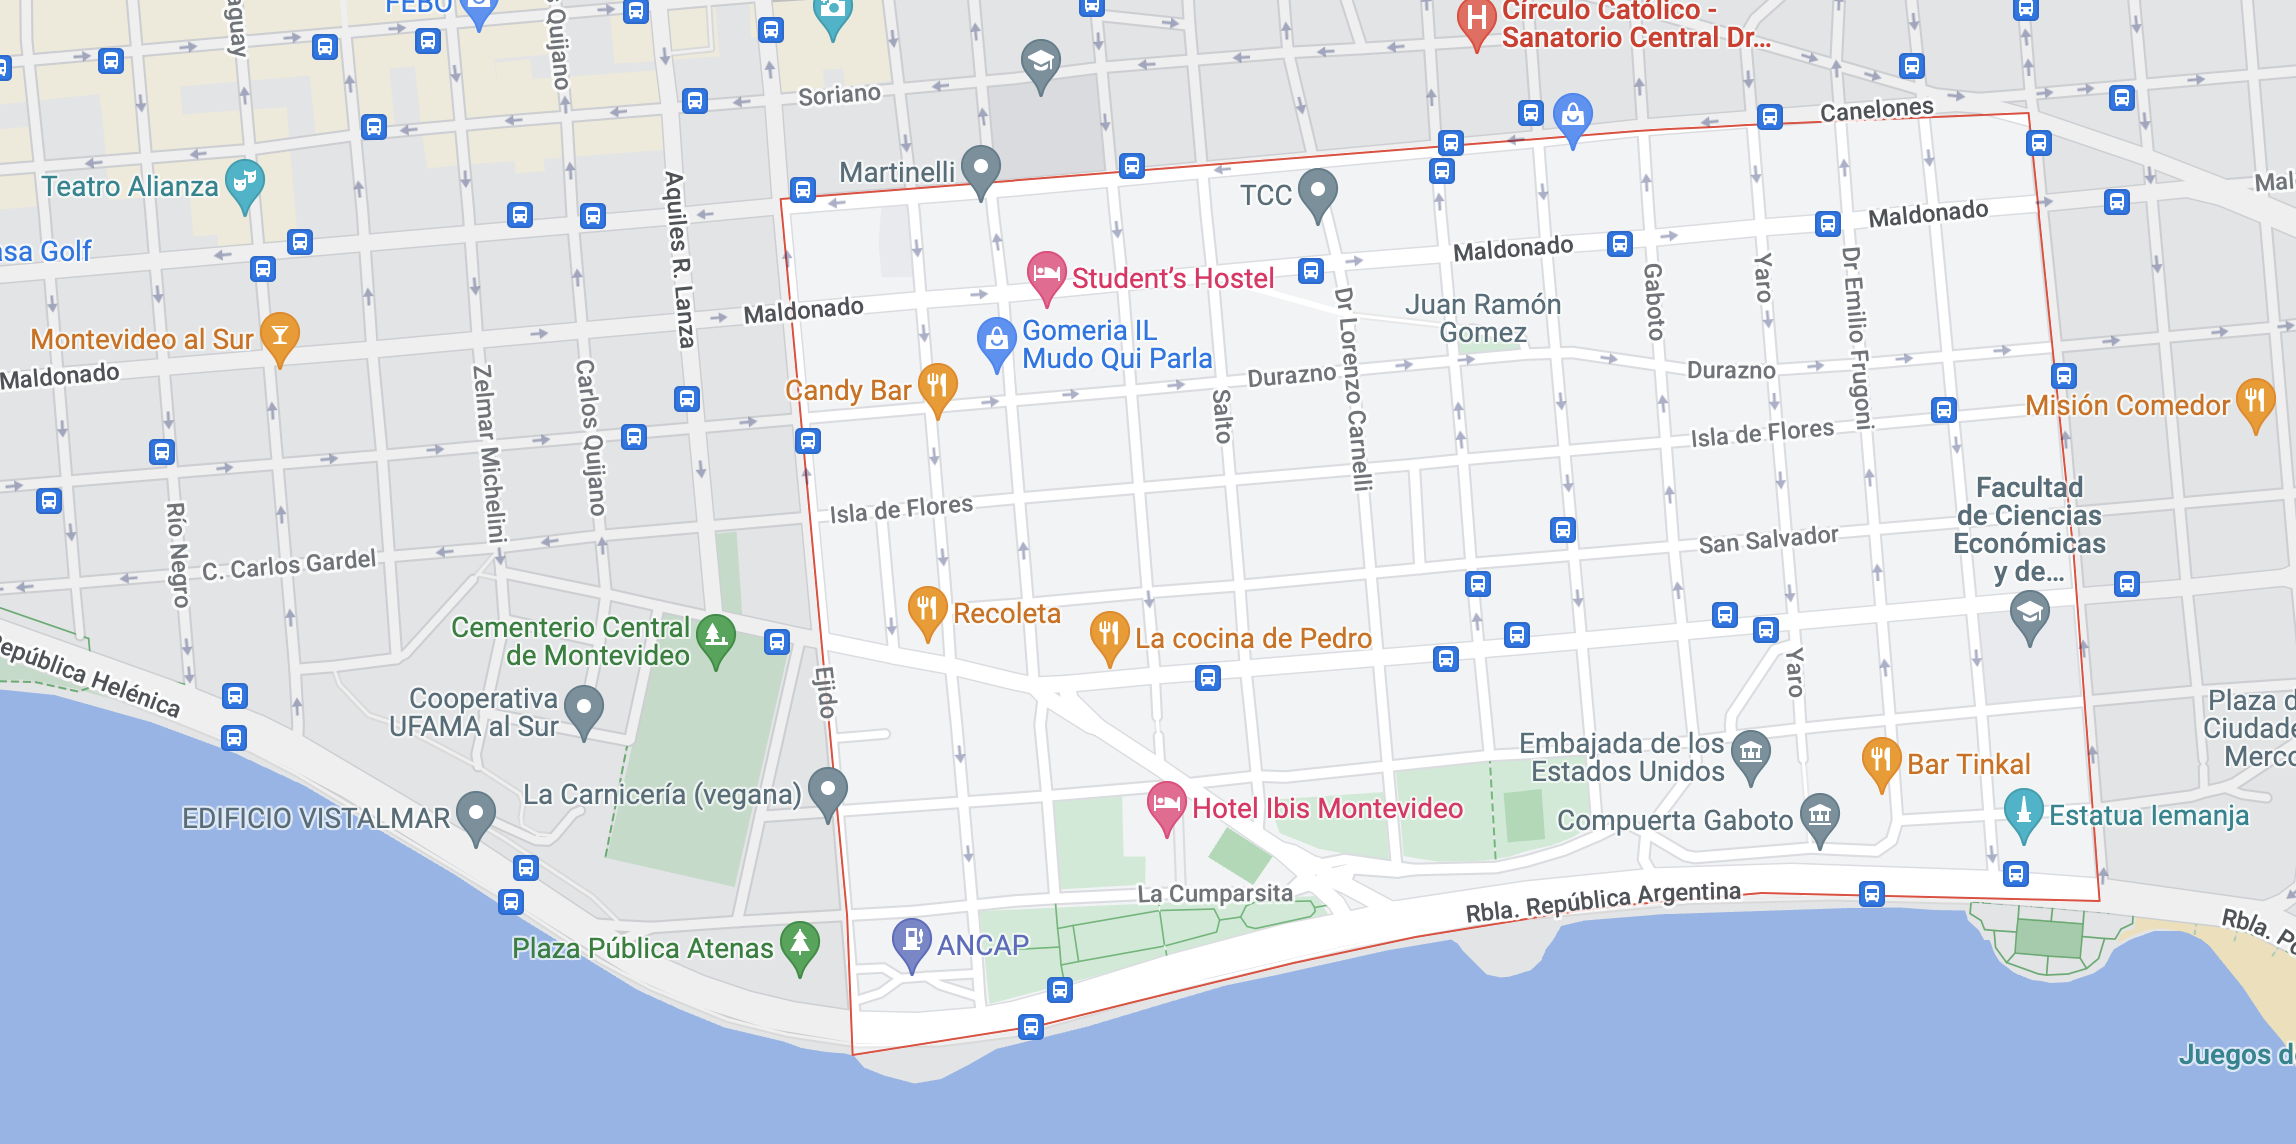 FEBO
aguay
s Quijano
Soriano
Círculo Católico -
Sanatorio Central Dr...
Canelones
Martinelli
TCC
Teatro Alianza
Aquiles R. Lanza
Mal
Maldonado
Maldonado
asa Golf
Student's Hostel
Maldonado
Gaboto
Yaro
Dr Emilio Frugoni
Dr Lorenzo Carnelli
Juan Ramón
Gomez
Montevideo al Sur
Gomeria IL
Mudo Qui Parla
Maldonado
Candy Bar
Durazno
Durazno
Zelmar Michelini
Carlos Quijano
Salto
Misión Comedor
Isla de Flores
Isla de Flores
Río Negro
Facultad
de Ciencias
Económicas
y de...
San Salvador
C. Carlos Gardel
Recoleta
La cocina de Pedro
Cementerio Central
de Montevideo
República Helénica
Ejido
Yaro
Cooperativa
UFAMA al Sur
Plaza d
Ciudade
Merco
Embajada de los
Estados Unidos
Bar Tinkal
La Carnicería (vegana)
Hotel Ibis Montevideo
EDIFICIO VISTALMAR
Compuerta Gaboto
Estatua Iemanja
La Cumparsita
Rbla. República Argentina
Rbla. P
Plaza Pública Atenas
ANCAP
Juegos d